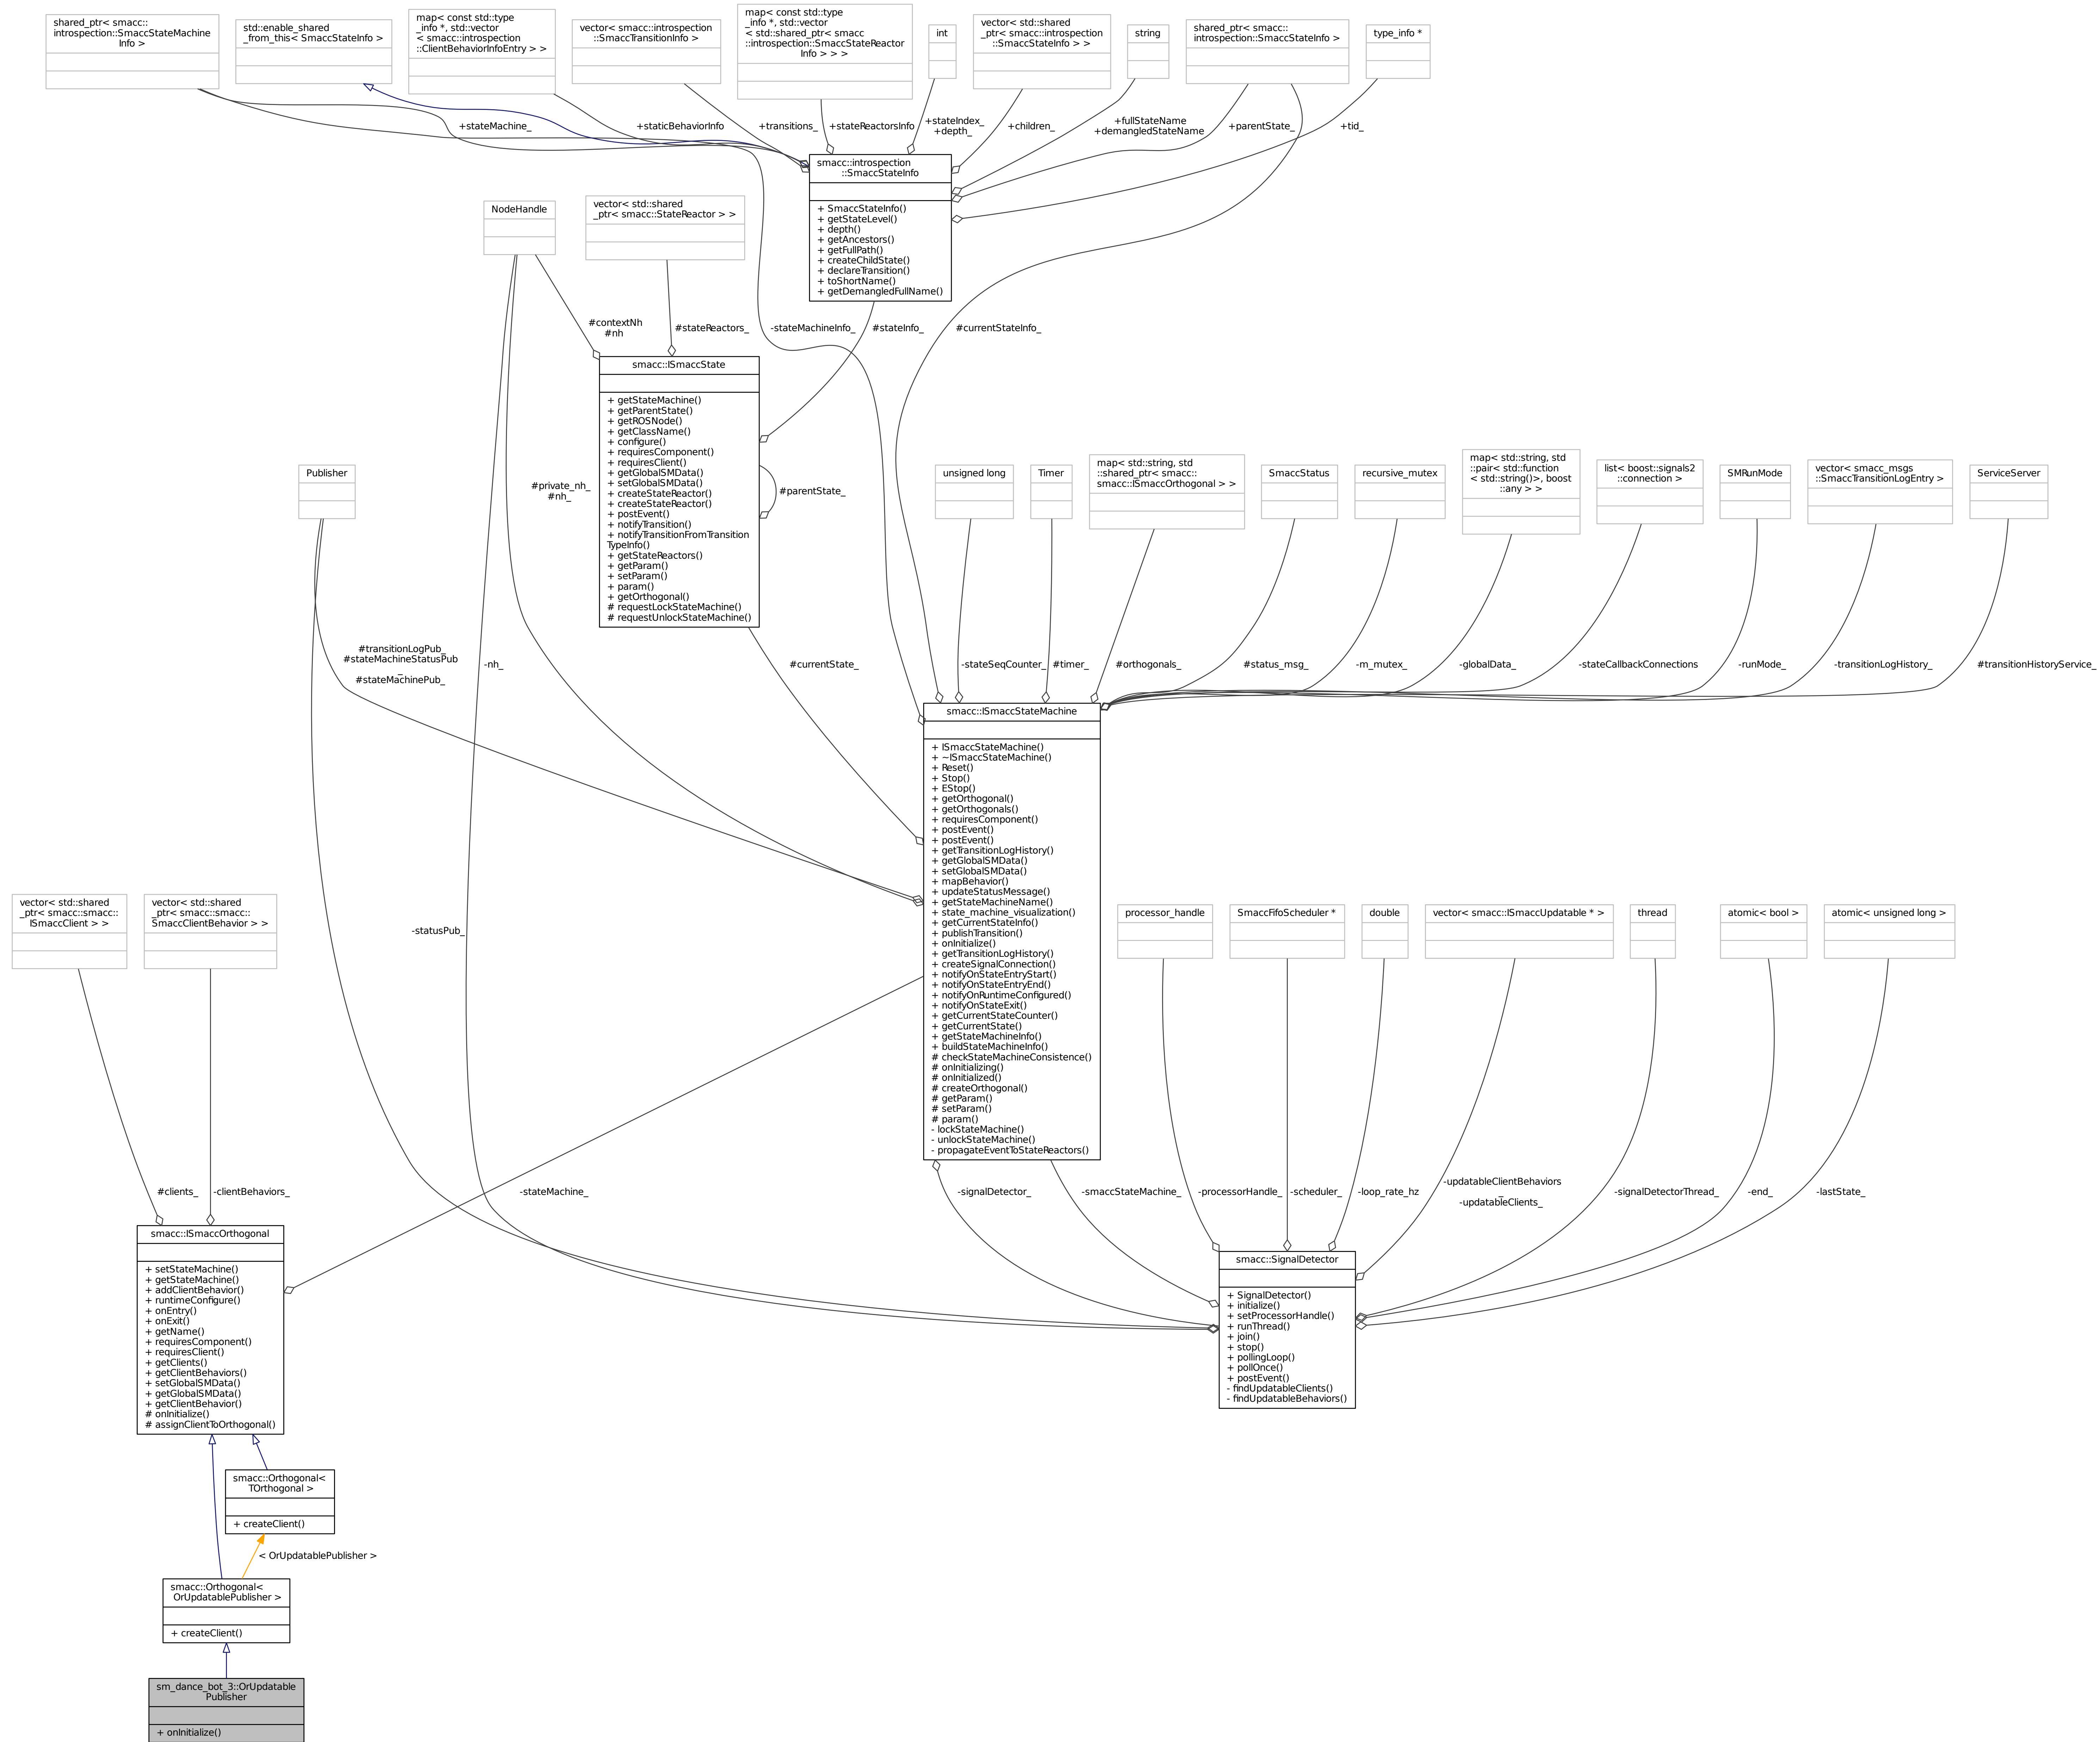 shared_ptr< smacc::
introspection::SmaccStateMachine
Info >
std::enable_shared
_from_this< SmaccStateInfo >
map< const std::type
_info *, std::vector
< smacc::introspection
::ClientBehaviorInfoEntry > >
vector< smacc::introspection
::SmaccTransitionInfo >
map< const std::type
_info *, std::vector
< std::shared_ptr< smacc
::introspection::SmaccStateReactor
Info > > >
int
vector< std::shared
_ptr< smacc::introspection
::SmaccStateInfo > >
string
shared_ptr< smacc::
introspection::SmaccStateInfo >
type_info *
+stateMachine_
+staticBehaviorInfo
+transitions_
+stateReactorsInfo
+stateIndex_
+depth_
+children_
+fullStateName
+demangledStateName
+parentState_
+tid_
smacc::introspection
::SmaccStateInfo
+ SmaccStateInfo()
+ getStateLevel()
+ depth()
+ getAncestors()
+ getFullPath()
+ createChildState()
+ declareTransition()
+ toShortName()
+ getDemangledFullName()
NodeHandle
vector< std::shared
_ptr< smacc::StateReactor > >
#contextNh
#nh
#stateReactors_
-stateMachineInfo_
#stateInfo_
#currentStateInfo_
smacc::ISmaccState
+ getStateMachine()
+ getParentState()
+ getROSNode()
+ getClassName()
+ configure()
+ requiresComponent()
+ requiresClient()
+ getGlobalSMData()
+ setGlobalSMData()
+ createStateReactor()
+ createStateReactor()
+ postEvent()
+ notifyTransition()
+ notifyTransitionFromTransition
TypeInfo()
+ getStateReactors()
+ getParam()
+ setParam()
+ param()
+ getOrthogonal()
# requestLockStateMachine()
# requestUnlockStateMachine()
#parentState_
Publisher
#private_nh_
#nh_
unsigned long
Timer
map< std::string, std
::shared_ptr< smacc::
smacc::ISmaccOrthogonal > >
SmaccStatus
recursive_mutex
map< std::string, std
::pair< std::function
< std::string()>, boost
::any > >
list< boost::signals2
::connection >
SMRunMode
vector< smacc_msgs
::SmaccTransitionLogEntry >
ServiceServer
#transitionLogPub_
#stateMachineStatusPub
_
#stateMachinePub_
-nh_
#currentState_
-stateSeqCounter_
#timer_
#orthogonals_
#status_msg_
-m_mutex_
-globalData_
-stateCallbackConnections
-runMode_
-transitionLogHistory_
#transitionHistoryService_
smacc::ISmaccStateMachine
+ ISmaccStateMachine()
+ ~ISmaccStateMachine()
+ Reset()
+ Stop()
+ EStop()
+ getOrthogonal()
+ getOrthogonals()
+ requiresComponent()
+ postEvent()
+ postEvent()
+ getTransitionLogHistory()
+ getGlobalSMData()
+ setGlobalSMData()
+ mapBehavior()
+ updateStatusMessage()
+ getStateMachineName()
+ state_machine_visualization()
+ getCurrentStateInfo()
+ publishTransition()
+ onInitialize()
+ getTransitionLogHistory()
+ createSignalConnection()
+ notifyOnStateEntryStart()
+ notifyOnStateEntryEnd()
+ notifyOnRuntimeConfigured()
+ notifyOnStateExit()
+ getCurrentStateCounter()
+ getCurrentState()
+ getStateMachineInfo()
+ buildStateMachineInfo()
# checkStateMachineConsistence()
# onInitializing()
# onInitialized()
# createOrthogonal()
# getParam()
# setParam()
# param()
- lockStateMachine()
- unlockStateMachine()
- propagateEventToStateReactors()
vector< std::shared
_ptr< smacc::smacc::
ISmaccClient > >
vector< std::shared
_ptr< smacc::smacc::
SmaccClientBehavior > >
-statusPub_
processor_handle
SmaccFifoScheduler *
double
vector< smacc::ISmaccUpdatable * >
thread
atomic< bool >
atomic< unsigned long >
#clients_
-clientBehaviors_
-stateMachine_
-signalDetector_
-smaccStateMachine_
-processorHandle_
-scheduler_
-loop_rate_hz
-updatableClientBehaviors
_
-updatableClients_
-signalDetectorThread_
-end_
-lastState_
smacc::ISmaccOrthogonal
+ setStateMachine()
+ getStateMachine()
+ addClientBehavior()
+ runtimeConfigure()
+ onEntry()
+ onExit()
+ getName()
+ requiresComponent()
+ requiresClient()
+ getClients()
+ getClientBehaviors()
+ setGlobalSMData()
+ getGlobalSMData()
+ getClientBehavior()
# onInitialize()
# assignClientToOrthogonal()
smacc::SignalDetector
+ SignalDetector()
+ initialize()
+ setProcessorHandle()
+ runThread()
+ join()
+ stop()
+ pollingLoop()
+ pollOnce()
+ postEvent()
- findUpdatableClients()
- findUpdatableBehaviors()
smacc::Orthogonal<
TOrthogonal >
+ createClient()
< OrUpdatablePublisher >
smacc::Orthogonal<
OrUpdatablePublisher >
+ createClient()
sm_dance_bot_3::OrUpdatable
Publisher
+ onInitialize()